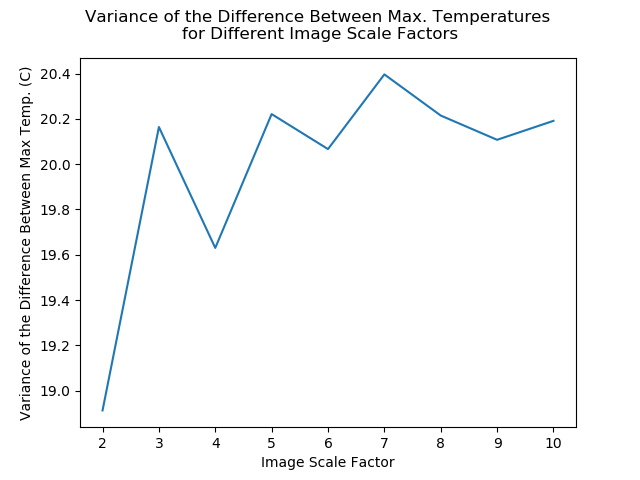 Variance of the Difference Between Max. Temperatures
for Different Image Scale Factors
Variance of the Difference Between Max Temp. (C)
20.4
20.2
20.0
19.8
19.6
19.4
19.2
19.0
2 3 4 5 6 7 8 9 10
Image Scale Factor